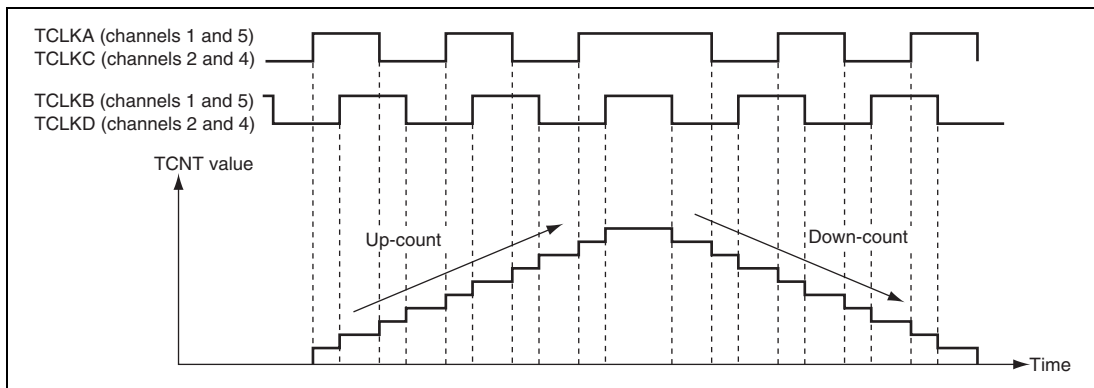 TCLKA (channels 1 and 5)
TCLKC (channels 2 and 4)
TCLKB (channels 1 and 5)
TCLKD (channels 2 and 4)
TCNT value
Up-count
Down-count
Time